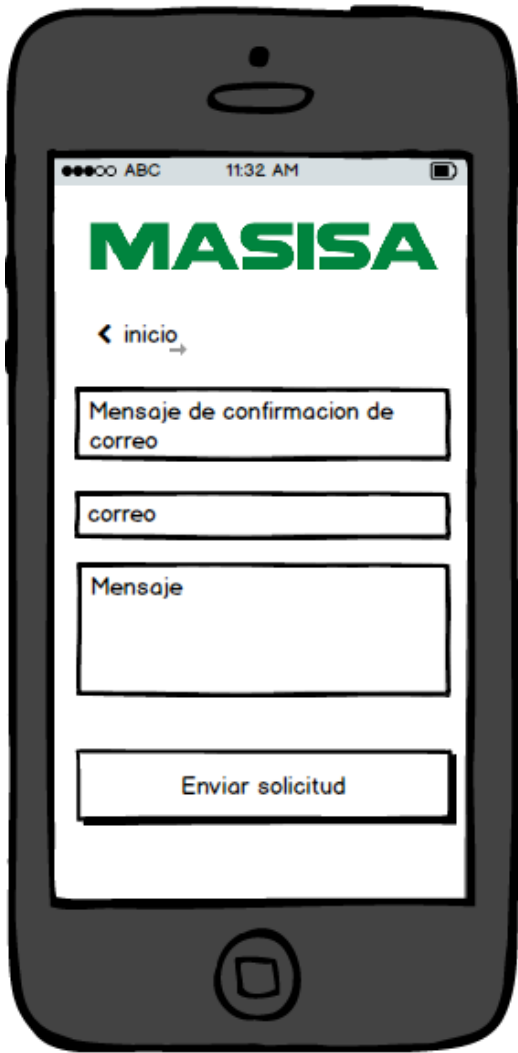 ABC 11:32 AM
MASISA
inicio
Mensaje de confirmacion de
correo
correo
Mensaje
Enviar solicitud